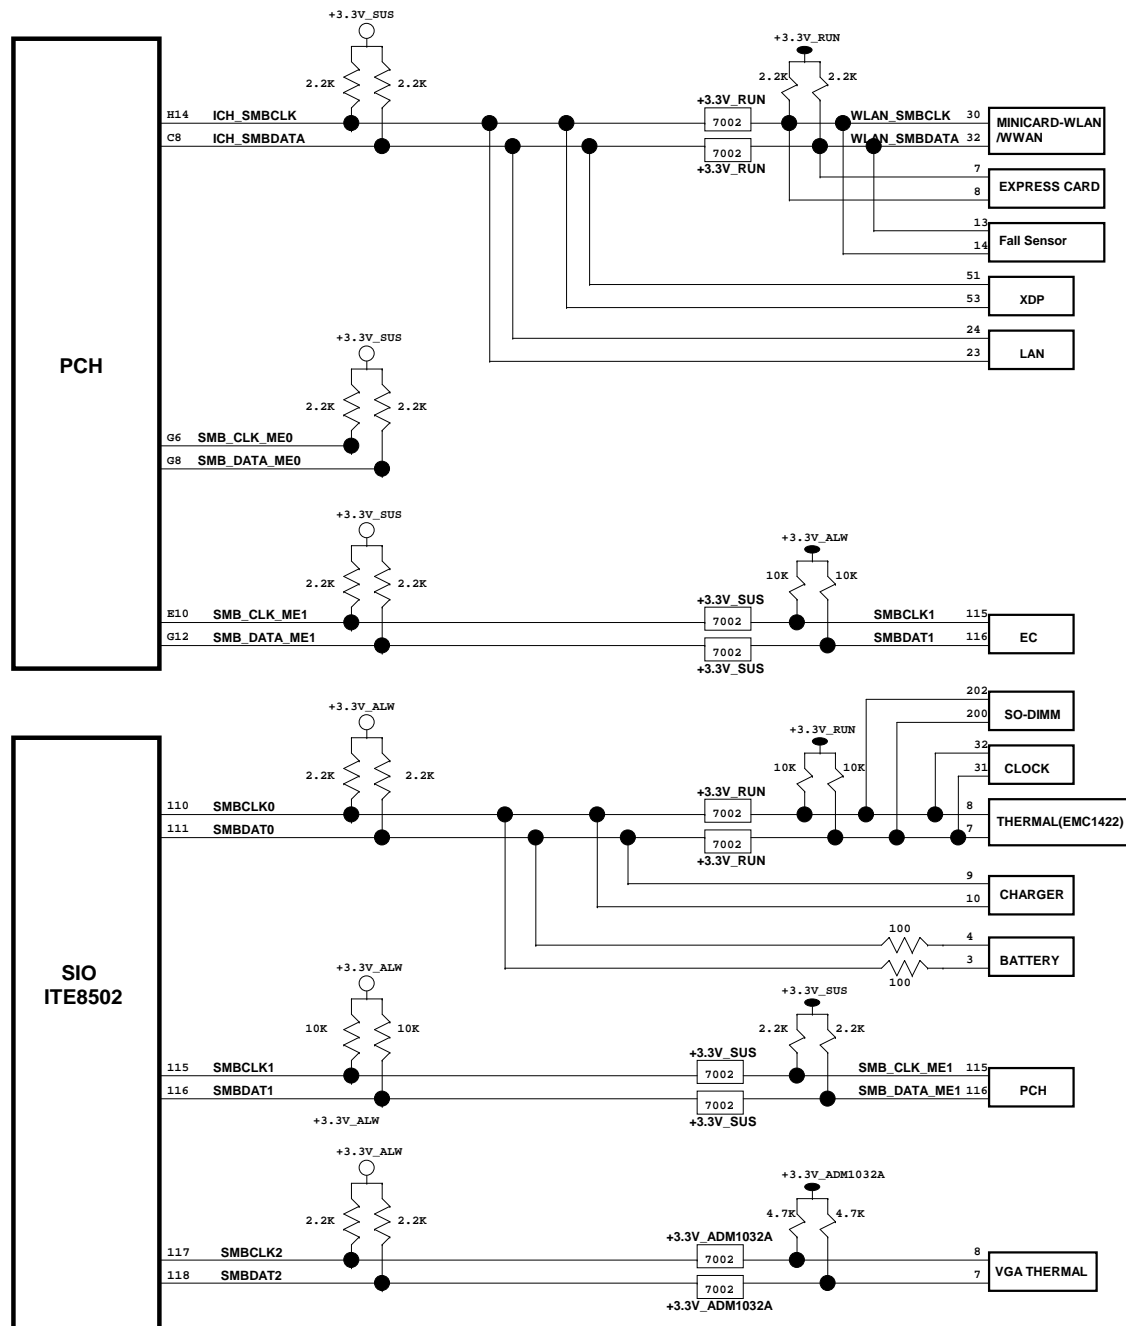 +3.3V_SUS
+3.3V_RUN
2.2K 2.2K 2.2K 2.2K
+3.3V_RUN
H14 ICH_SMBCLK 7002 WLAN_SMBCLK 30
MINICARD-WLAN
/WWAN
C8 ICH_SMBDATA 7002 WLAN_SMBDATA 32
+3.3V_RUN
7
EXPRESS CARD
8
13
Fall Sensor
14
51
XDP
53
24
LAN
23
PCH
+3.3V_SUS
2.2K 2.2K
G6 SMB_CLK_ME0
G8 SMB_DATA_ME0
+3.3V_SUS
+3.3V_ALW
2.2K 2.2K 10K 10K
+3.3V_SUS
E10 SMB_CLK_ME1 7002 SMBCLK1 115
EC
G12 SMB_DATA_ME1 7002 SMBDAT1 116
+3.3V_SUS
202
SO-DIMM
200
+3.3V_ALW
+3.3V_RUN
32
CLOCK
31
2.2K 2.2K 10K 10K
+3.3V_RUN
110 SMBCLK0 7002 8
THERMAL(EMC1422)
111 SMBDAT0 7002 7
+3.3V_RUN
9
CHARGER
10
100 4
BATTERY
3
100
SIO
ITE8502
+3.3V_ALW
+3.3V_SUS
10K 10K 2.2K 2.2K
+3.3V_SUS
115 SMBCLK1 7002 SMB_CLK_ME1 115
PCH
116 SMBDAT1 7002 SMB_DATA_ME1 116
+3.3V_ALW
+3.3V_SUS
+3.3V_ALW
+3.3V_ADM1032A
2.2K 2.2K 4.7K 4.7K
+3.3V_ADM1032A
117 SMBCLK2 7002 8
VGA THERMAL
118 SMBDAT2 7002 7
+3.3V_ADM1032A